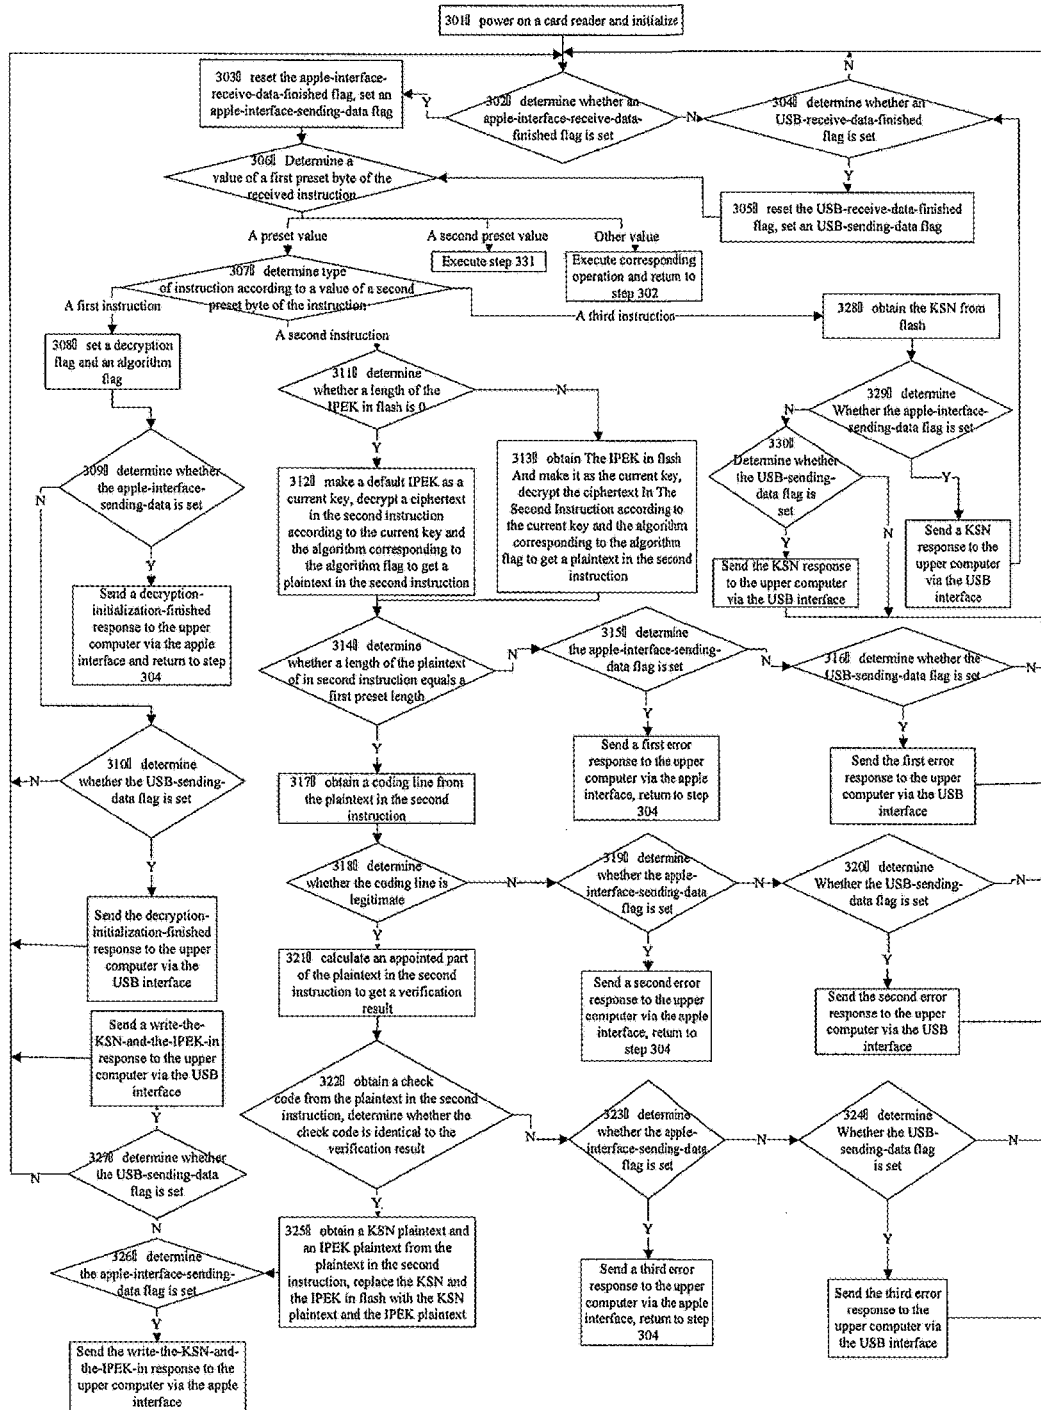 301▯ power on a card reader and initialize
303▯ reset the apple-interface-
receive-data-finished flag, set an
apple-interface-sending-data flag
Y
302▯ determine whether an
apple-interface-receive-data-
finished flag is set
N
304▯ determine whether an
USB-receive-data-finished
flag is set
N
Y
305▯ reset the USB-receive-data-finished
flag, set an USB-sending-data flag
306▯ Determine a
value of a first preset byte of the
received instruction
A preset value
A second preset value
Other value
Execute step 331
Execute corresponding
operation and return to
step 302
307▯ determine type
of instruction according to a value of a second
preset byte of the instruction
A first instruction
A second instruction
A third instruction
308▯ set a decryption
flag and an algorithm
flag
328▯ obtain the KSN from
flash
311▯ determine
whether a length of the
IPEK in flash is 0
N
Y
329▯ determine
Whether the apple-interface-
sending-data flag is set
N
Y
330▯
Determine whether
the USB-sending-
data flag is
set
N
Y
309▯ determine whether
the apple-interface-
sending-data is set
N
Y
312▯ make a default IPEK as a
current key, decrypt a ciphertext
in the second instruction
according to the current key and
the algorithm corresponding to
the algorithm flag to get a
plaintext in the second instruction
313▯ obtain The IPEK in flash
And make it as the current key,
decrypt the ciphertext In The
Second Instruction according to
the current key and the algorithm
corresponding to the algorithm
flag to get a plaintext in the second
instruction
Send the KSN response
to the upper computer
via the USB interface
Send a KSN
response to the
upper computer
via the USB
interface
Send a decryption-
initialization-finished
response to the upper
computer via the apple
interface and return to step
304
314▯ determine
whether a length of the plaintext
of in second instruction equals a
first preset length
N
Y
315▯ determine
the apple-interface-sending-
data flag is set
N
Y
316▯ determine whether the
USB-sending-data flag is set
N
Y
Send a first error
response to the upper
computer via the apple
interface, return to step
304
Send the first error
response to the upper
computer via the USB
interface
310▯ determine
whether the USB-sending-
data flag is set
N
Y
317▯ obtain a coding line from
the plaintext in the second
instruction
318▯ determine
whether the coding line is
legitimate
N
Y
319▯ determine
whether the apple-
interface-sending-data
flag is set
N
Y
320▯ determine
Whether the USB-sending-
data flag is set
N
Y
Send the decryption-
initialization-finished
response to the upper
computer via the
USB interface
321▯ calculate an appointed part
of the plaintext in the second
instruction to get a verification
result
Send a second error
response to the upper
computer via the apple
interface, return to
step 304
Send the second error
response to the upper
computer via the USB
interface
Send a write-the-
KSN-and-the-IPEK-in
response to the upper
computer via the USB
interface
Y
322▯ obtain a check
code from the plaintext in the second
instruction, determine whether the
check code is identical to the
verification result
N
Y
323▯ determine
whether the apple-
interface-sending-data
flag is set
N
Y
324▯ determine
Whether the USB-
sending-data flag
is set
N
Y
327▯ determine whether
the USB-sending-data
flag is set
N
N
326▯ determine
the apple-interface-sending-
data flag is set
Y
325▯ obtain a KSN plaintext and
an IPEK plaintext from the
plaintext in the second
instruction, replace the KSN and
the IPEK in flash with the KSN
plaintext and the IPEK plaintext
Send a third error
response to the upper
computer via the apple
interface, return to step
304
Send the third error
response to the
upper computer via
the USB interface
Send the write-the-KSN-and-
the-IPEK-in response to the
upper computer via the apple
interface